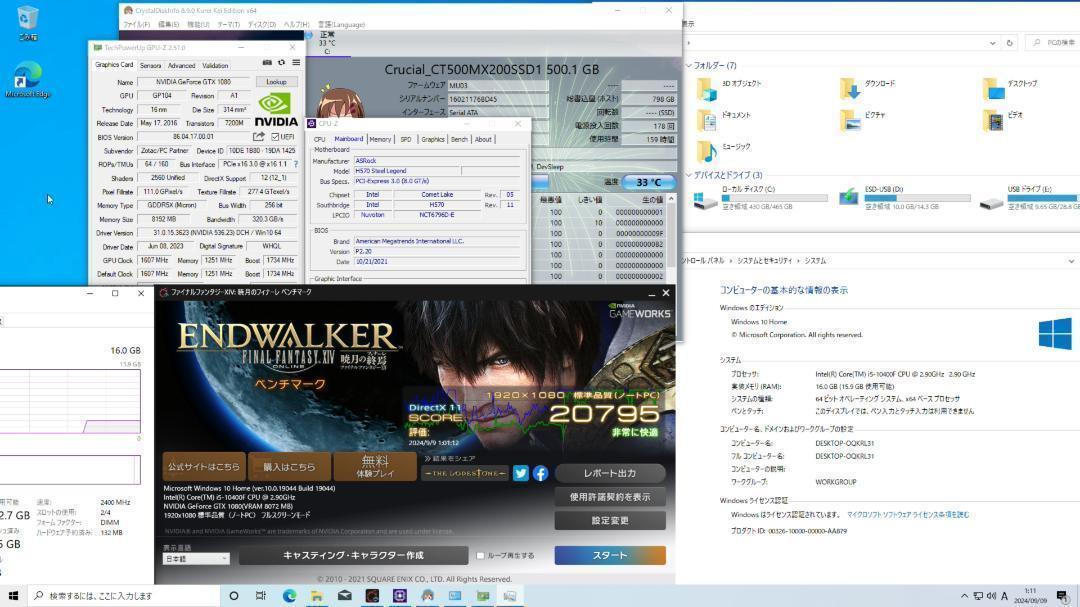 ごみ箱
Microsoft Edge
CrystalDiskInfo 8.9.0 Kurei Kei Edition x64
ファイル(F) 編集(E) 機能(U) テーマ(T) ディスク(D) ヘルプ(H) 言語(Language)
正常
33 °C
C:
Crucial_CT500MX200SSD1 500.1 GB
ファームウェア MU03
シリアルナンバー 16021176BD45
インターフェース Serial ATA
総書込量 (ホスト) 798 GB
回転数 ---- (SSD)
電源投入回数 178 回
使用時間 159 時間
DevSleep
温度 33 °C
しきい値 生の値
100 0 000000000001
100 10 000000000000
100 0 00000000009F
100 0 0000000000B2
100 0 000000000000
100 0 000000000000
100 0 000000000002
TechPowerUp GPU-Z 2.51.0
Graphics Card Sensors Advanced Validation
Name NVIDIA GeForce GTX 1080 Lookup
GPU GP104 Revision A1
Technology 16 nm Die Size 314 mm²
Release Date May 17, 2016 Transistors 7200M
NVIDIA
BIOS Version 86.04.17.00.01 UEFI
Subvendor Zotac/PC Partner Device ID 10DE 1B80 - 19DA 1425
ROPs/TMUs 64 / 160 Bus Interface PCIe x16 3.0 @ x16 1.1 ?
Shaders 2560 Unified DirectX Support 12 (12_1)
Pixel Fillrate 111.0 GPixel/s Texture Fillrate 277.4 GTexel/s
Memory Type GDDR5X (Micron) Bus Width 256 bit
Memory Size 8192 MB Bandwidth 320.3 GB/s
Driver Version 31.0.15.3623 (NVIDIA 536.23) DCH / Win10 64
Driver Date Jun 08, 2023 Digital Signature WHQL
GPU Clock 1607 MHz Memory 1251 MHz Boost 1734 MHz
Default Clock 1607 MHz Memory 1251 MHz Boost 1734 MHz
CPU-Z
CPU Mainboard Memory SPD Graphics Bench About
Motherboard
Manufacturer ASRock
Model H570 Steel Legend
Bus Specs. PCI-Express 3.0 (8.0 GT/s)
Chipset Intel Comet Lake Rev. 05
Southbridge Intel H570 Rev. 11
LPCIO Nuvoton NCT6796D-E
BIOS
Brand American Megatrends International LLC.
Version P2.20
Date 10/21/2021
Graphic Interface
表示
PCの検索
フォルダー (7)
3D オブジェクト
ダウンロード
デスクトップ
ドキュメント
ピクチャ
ビデオ
ミュージック
デバイスとドライブ (3)
ローカル ディスク (C:)
空き領域 430 GB/465 GB
ESD-USB (D:)
空き領域 10.0 GB/14.3 GB
USB ドライブ (E:)
空き領域 9.65 GB/28.8 G
ントロール パネル › システムとセキュリティ › システム
コンピューターの基本的な情報の表示
Windows のエディション
Windows 10 Home
© Microsoft Corporation. All rights reserved.
システム
プロセッサ: Intel(R) Core(TM) i5-10400F CPU @ 2.90GHz 2.90 GHz
実装メモリ (RAM): 16.0 GB (15.9 GB 使用可能)
システムの種類: 64 ビット オペレーティング システム、x64 ベース プロセッサ
ペンとタッチ: このディスプレイでは、ペン入力とタッチ入力は利用できません
コンピューター名、ドメインおよびワークグループの設定
コンピューター名: DESKTOP-OQKRL31
フル コンピューター名: DESKTOP-OQKRL31
コンピューターの説明:
ワークグループ: WORKGROUP
Windows ライセンス認証
Windows はライセンス認証されています。 マイクロソフト ソフトウェア ライセンス条項を読む
プロダクト ID: 00326-10000-00000-AA879
16.0 GB
15.9 GB
0
用可能
2.7 GB
5 GB
速度: 2400 MHz
スロットの使用: 2/4
フォーム ファクター: DIMM
ハードウェア予約済み: 132 MB
ファイナルファンタジーXIV: 暁月のフィナーレ ベンチマーク
NVIDIA
GAMEWORKS
ENDWALKER
FINAL FANTASY XIV 暁月の終焉
ONLINE ファイナルファンタジーXIV
ベンチマーク
1920×1080 標準品質(ノートPC)
DirectX 11
SCORE 20795
評価: 非常に快適
2024/9/9 1:01:12
公式サイトはこちら
購入はこちら
無料
体験プレイ
≫結果をシェア
THE LODESTONE
レポート出力
使用許諾契約を表示
設定変更
Microsoft Windows 10 Home (ver.10.0.19044 Build 19044)
Intel(R) Core(TM) i5-10400F CPU @ 2.90GHz
NVIDIA GeForce GTX 1080(VRAM 8072 MB)
1920x1080 標準品質 (ノートPC) フルスクリーンモード
NVIDIA® and NVIDIA GameWorks™ are trademarks of NVIDIA Corporation and are used under license.
表示言語
日本語
キャスティング・キャラクター作成
ループ再生する
スタート
© 2010 - 2021 SQUARE ENIX CO., LTD. All Rights Reserved.
検索するには、ここに入力します
A
1:11
2024/09/09